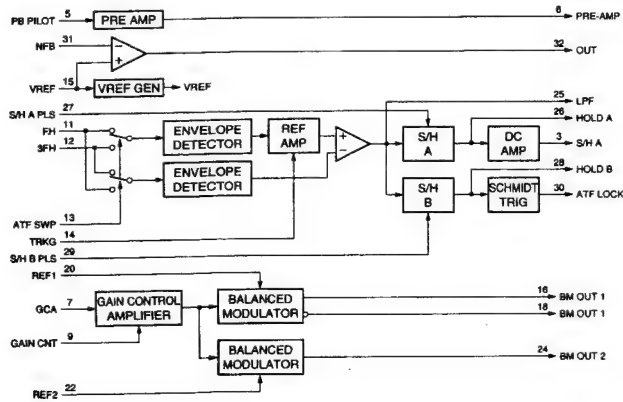 PB PILOT 5 PRE AMP 6 PRE-AMP
NFB 31 − 32 OUT
+
VREF 15 VREF GEN VREF
25 LPF
S/H A PLS 27 26 HOLD A
FH 11 ENVELOPE DETECTOR REF AMP + S/H A DC AMP 3 S/H A
3FH 12 −
28 HOLD B
ENVELOPE DETECTOR S/H B SCHMIDT TRIG 30 ATF LOCK
ATF SWP 13
TRKG 14
S/H B PLS 29
REF1 20
GCA 7 GAIN CONTROL AMPLIFIER BALANCED MODULATOR 16 BM OUT 1
18 BM OUT 1
GAIN CNT 9
BALANCED MODULATOR 24 BM OUT 2
REF2 22